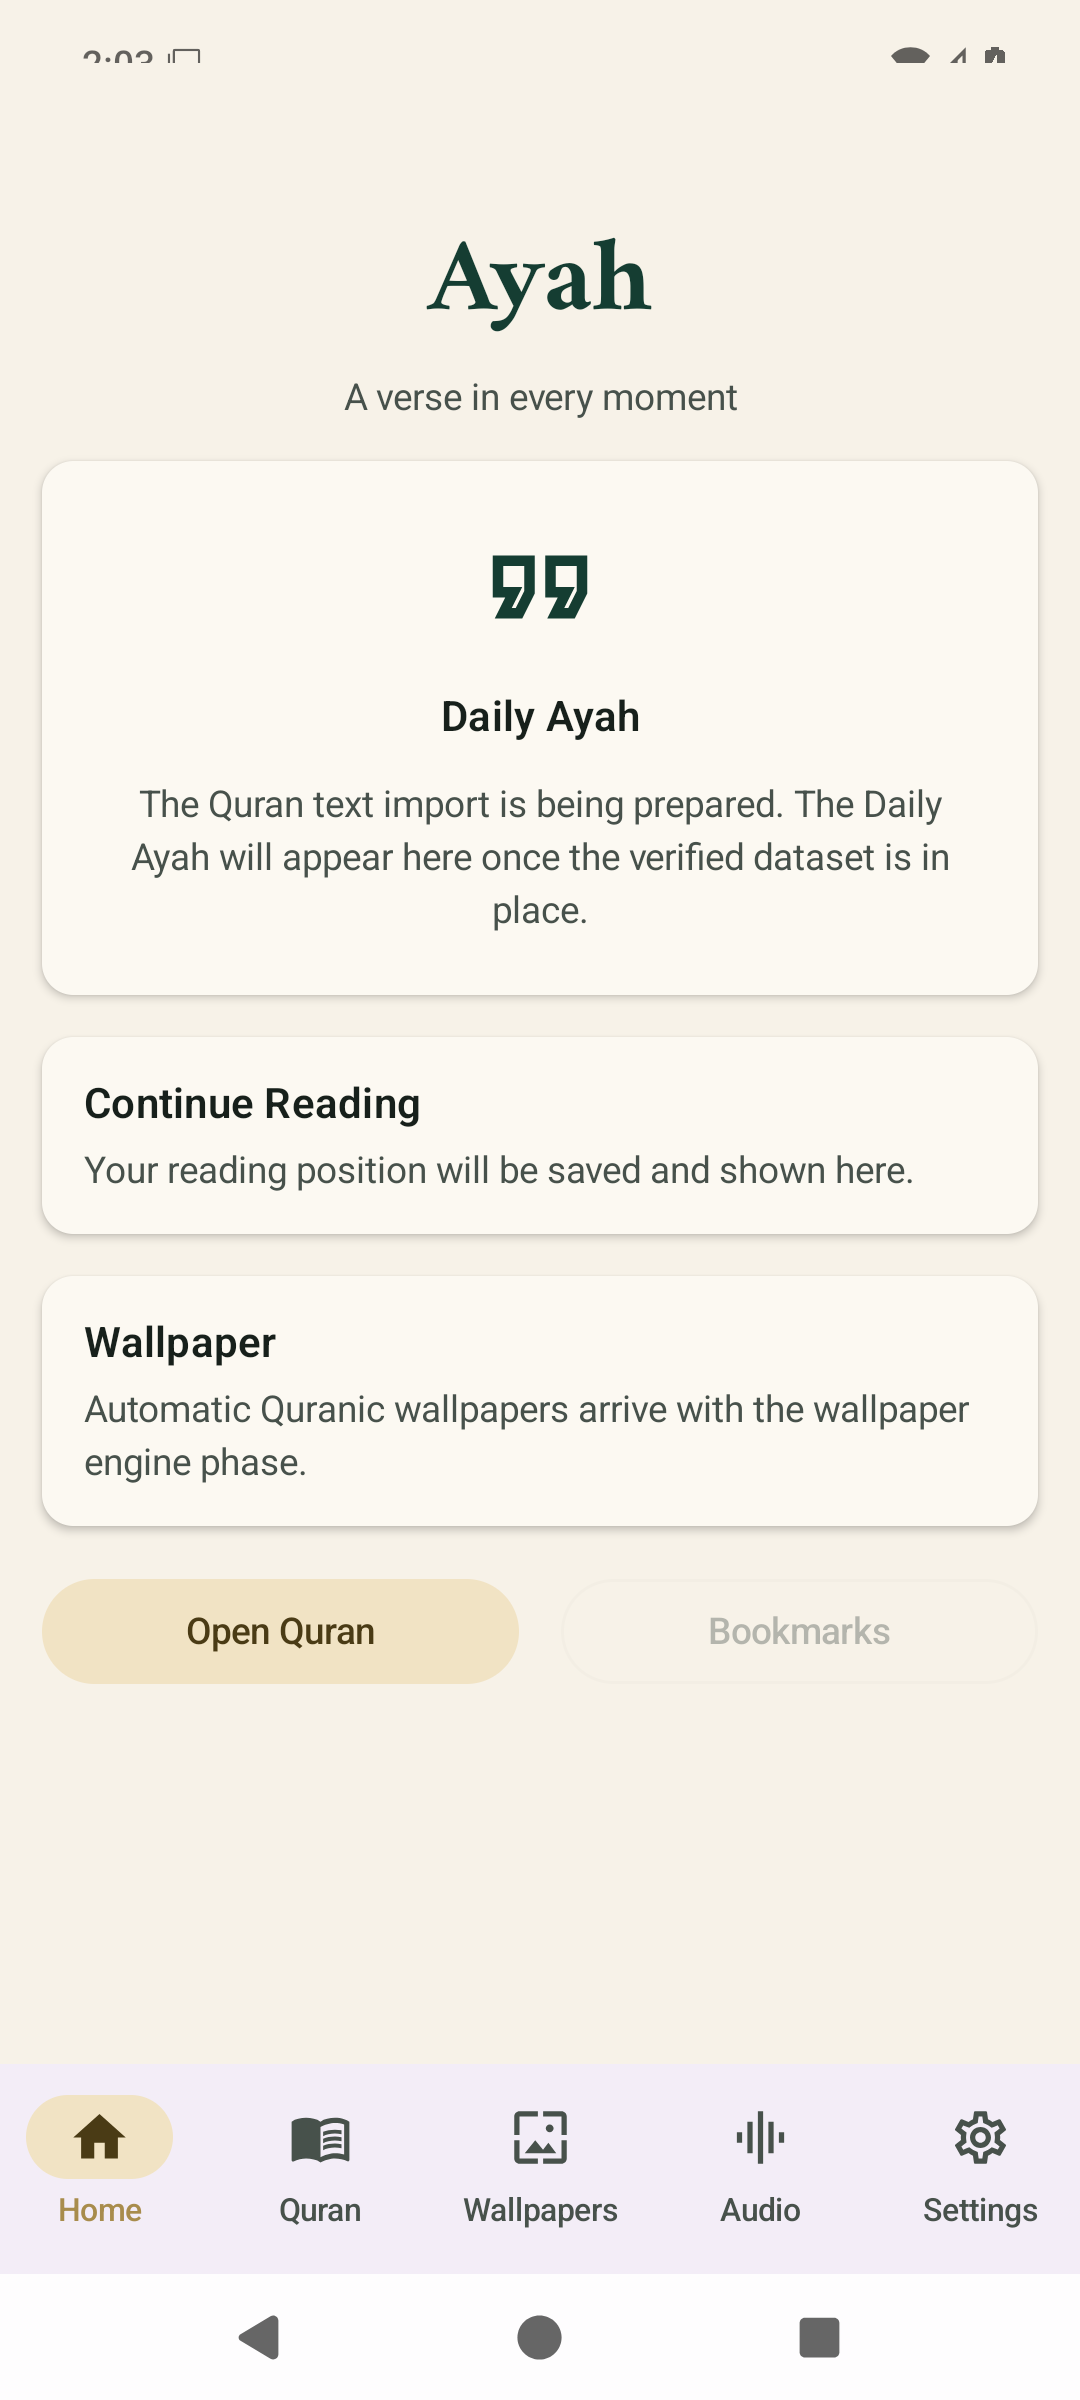 2:03
Ayah
A verse in every moment
Daily Ayah
The Quran text import is being prepared. The Daily
Ayah will appear here once the verified dataset is in
place.
Continue Reading
Your reading position will be saved and shown here.
Wallpaper
Automatic Quranic wallpapers arrive with the wallpaper
engine phase.
Open Quran
Bookmarks
Home
Quran
Wallpapers
Audio
Settings